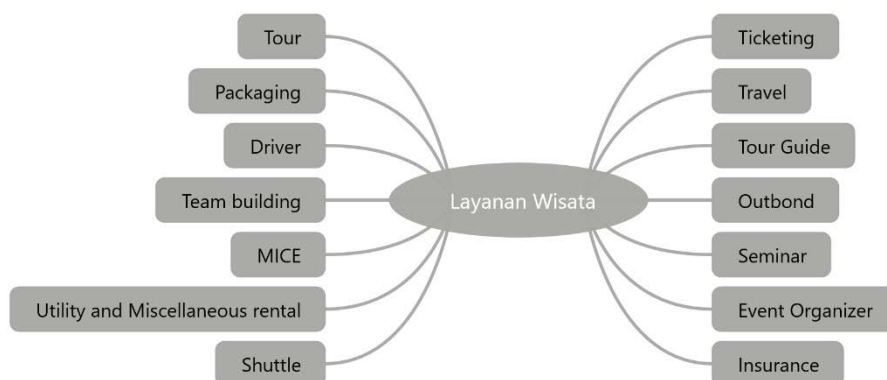 Tour
Packaging
Driver
Team building
MICE
Utility and Miscellaneous rental
Shuttle
Layanan Wisata
Ticketing
Travel
Tour Guide
Outbond
Seminar
Event Organizer
Insurance